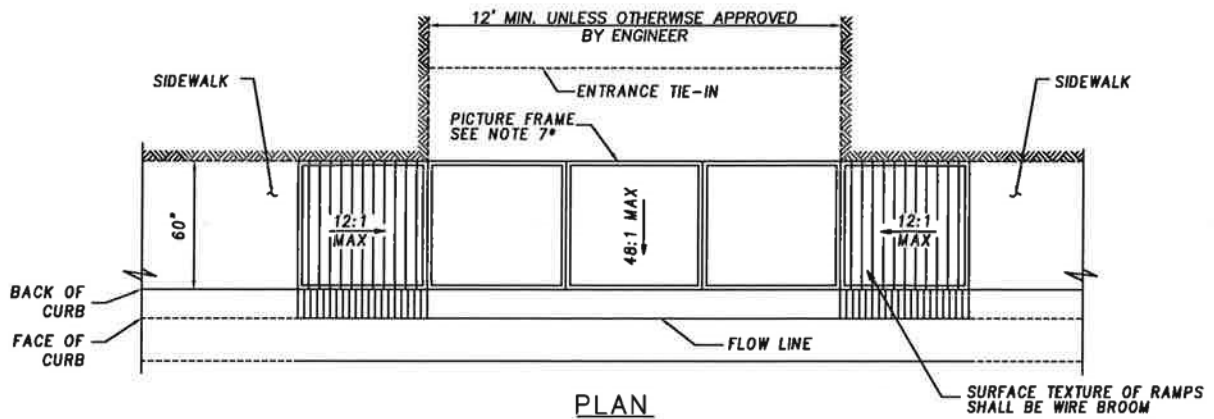 12' MIN. UNLESS OTHERWISE APPROVED
BY ENGINEER
SIDEWALK
SIDEWALK
ENTRANCE TIE-IN
PICTURE FRAME
SEE NOTE 7*
60"
12:1
MAX
48:1 MAX
12:1
MAX
BACK OF
CURB
FACE OF
CURB
FLOW LINE
SURFACE TEXTURE OF RAMPS
SHALL BE WIRE BROOM
PLAN